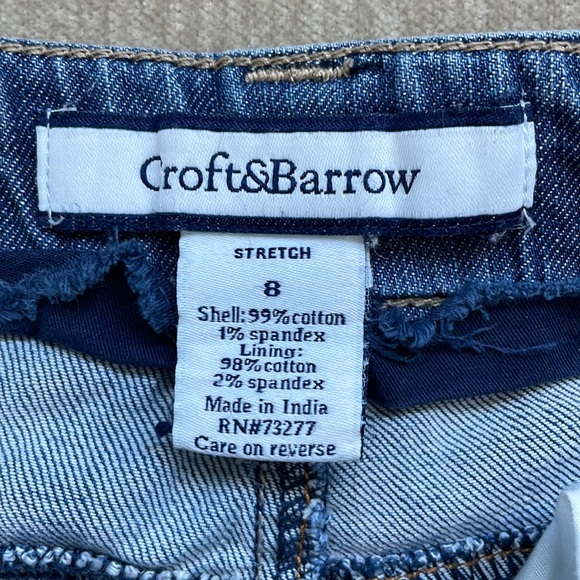 Croft&Barrow
STRETCH
8
Shell: 99% cotton
1% spandex
Lining:
98% cotton
2% spandex
Made in India
RN#73277
Care on reverse